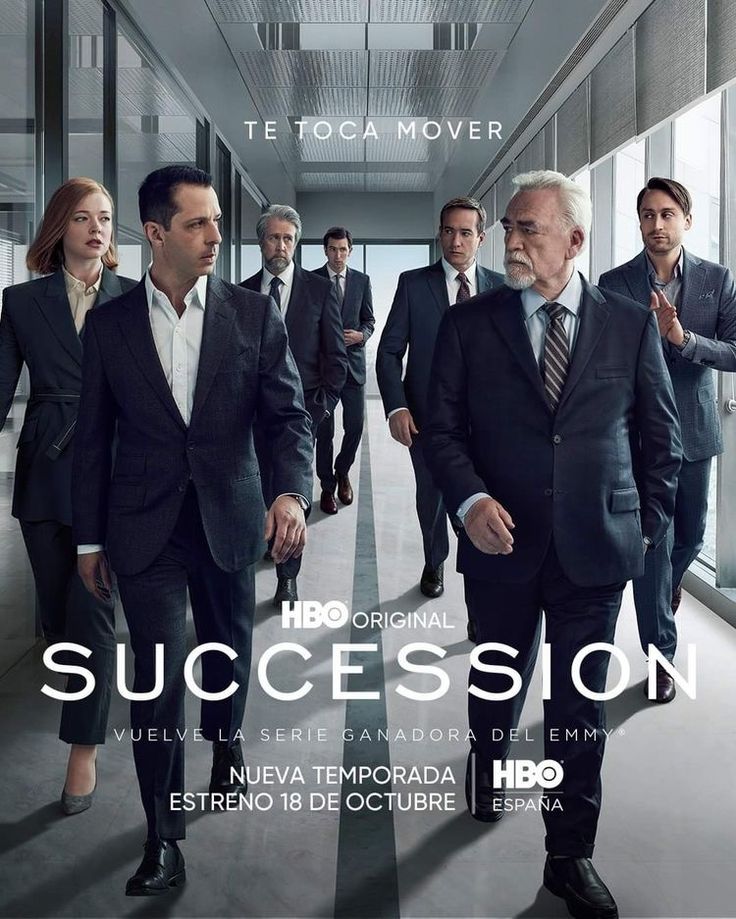 TE TOCA MOVER
HBO ORIGINAL
SUCCESSION
VUELVE LA SERIE GANADORA DEL EMMY®
NUEVA TEMPORADA
ESTRENO 18 DE OCTUBRE
HBO
ESPAÑA